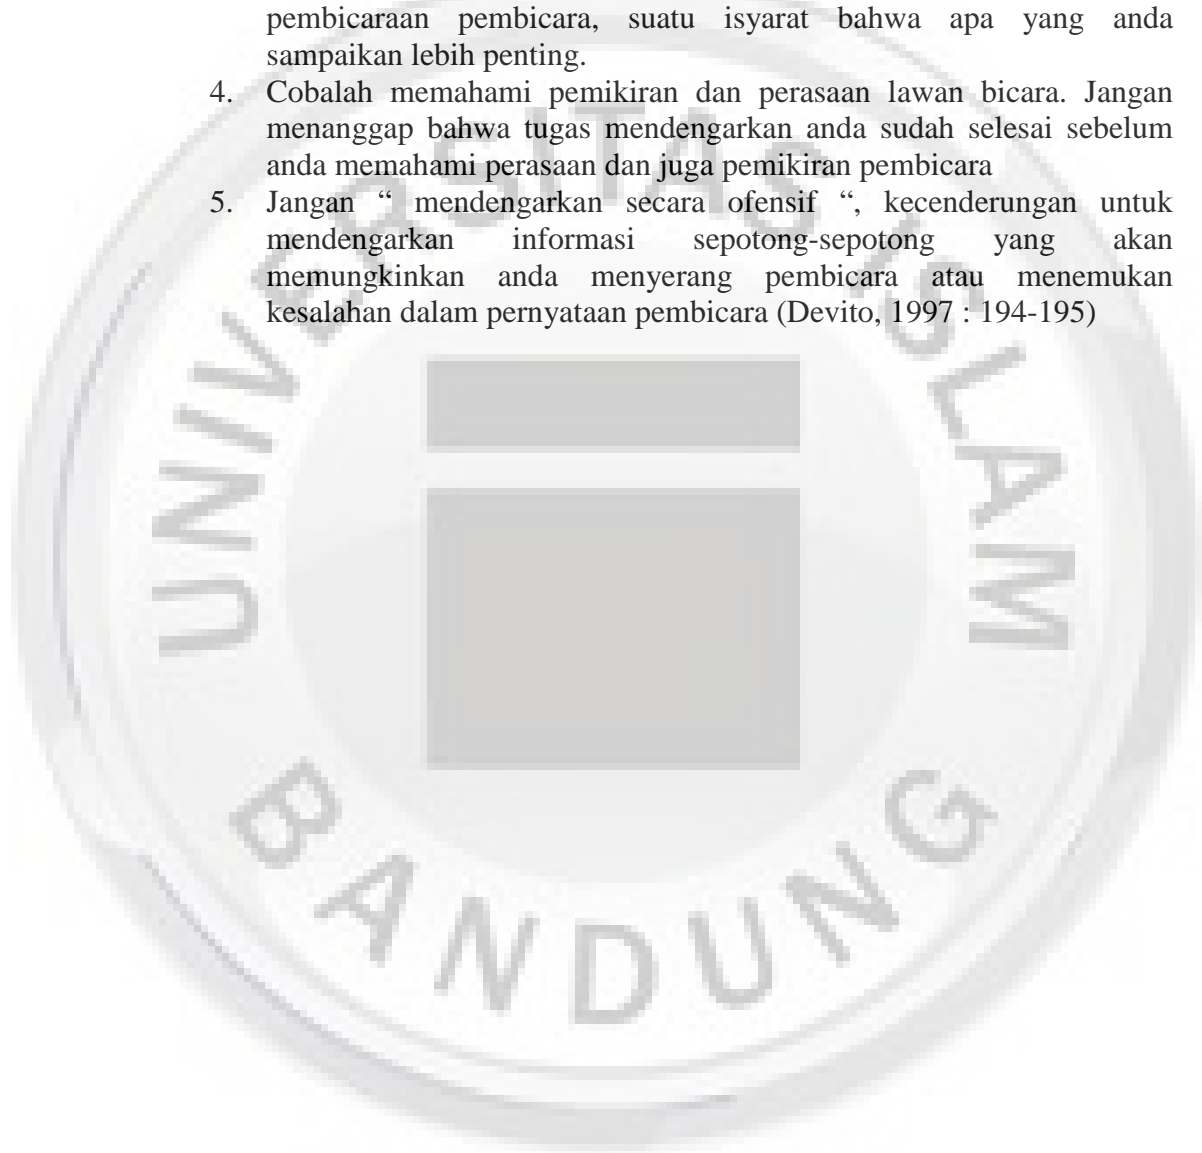 pembicaraan pembicara, suatu isyarat bahwa apa yang anda
sampaikan lebih penting.
4. Cobalah memahami pemikiran dan perasaan lawan bicara. Jangan
menanggap bahwa tugas mendengarkan anda sudah selesai sebelum
anda memahami perasaan dan juga pemikiran pembicara
5. Jangan “ mendengarkan secara ofensif “, kecenderungan untuk
mendengarkan informasi sepotong-sepotong yang akan
memungkinkan anda menyerang pembicara atau menemukan
kesalahan dalam pernyataan pembicara (Devito, 1997 : 194-195)
UNIVERSITAS ISLAM
BANDUNG